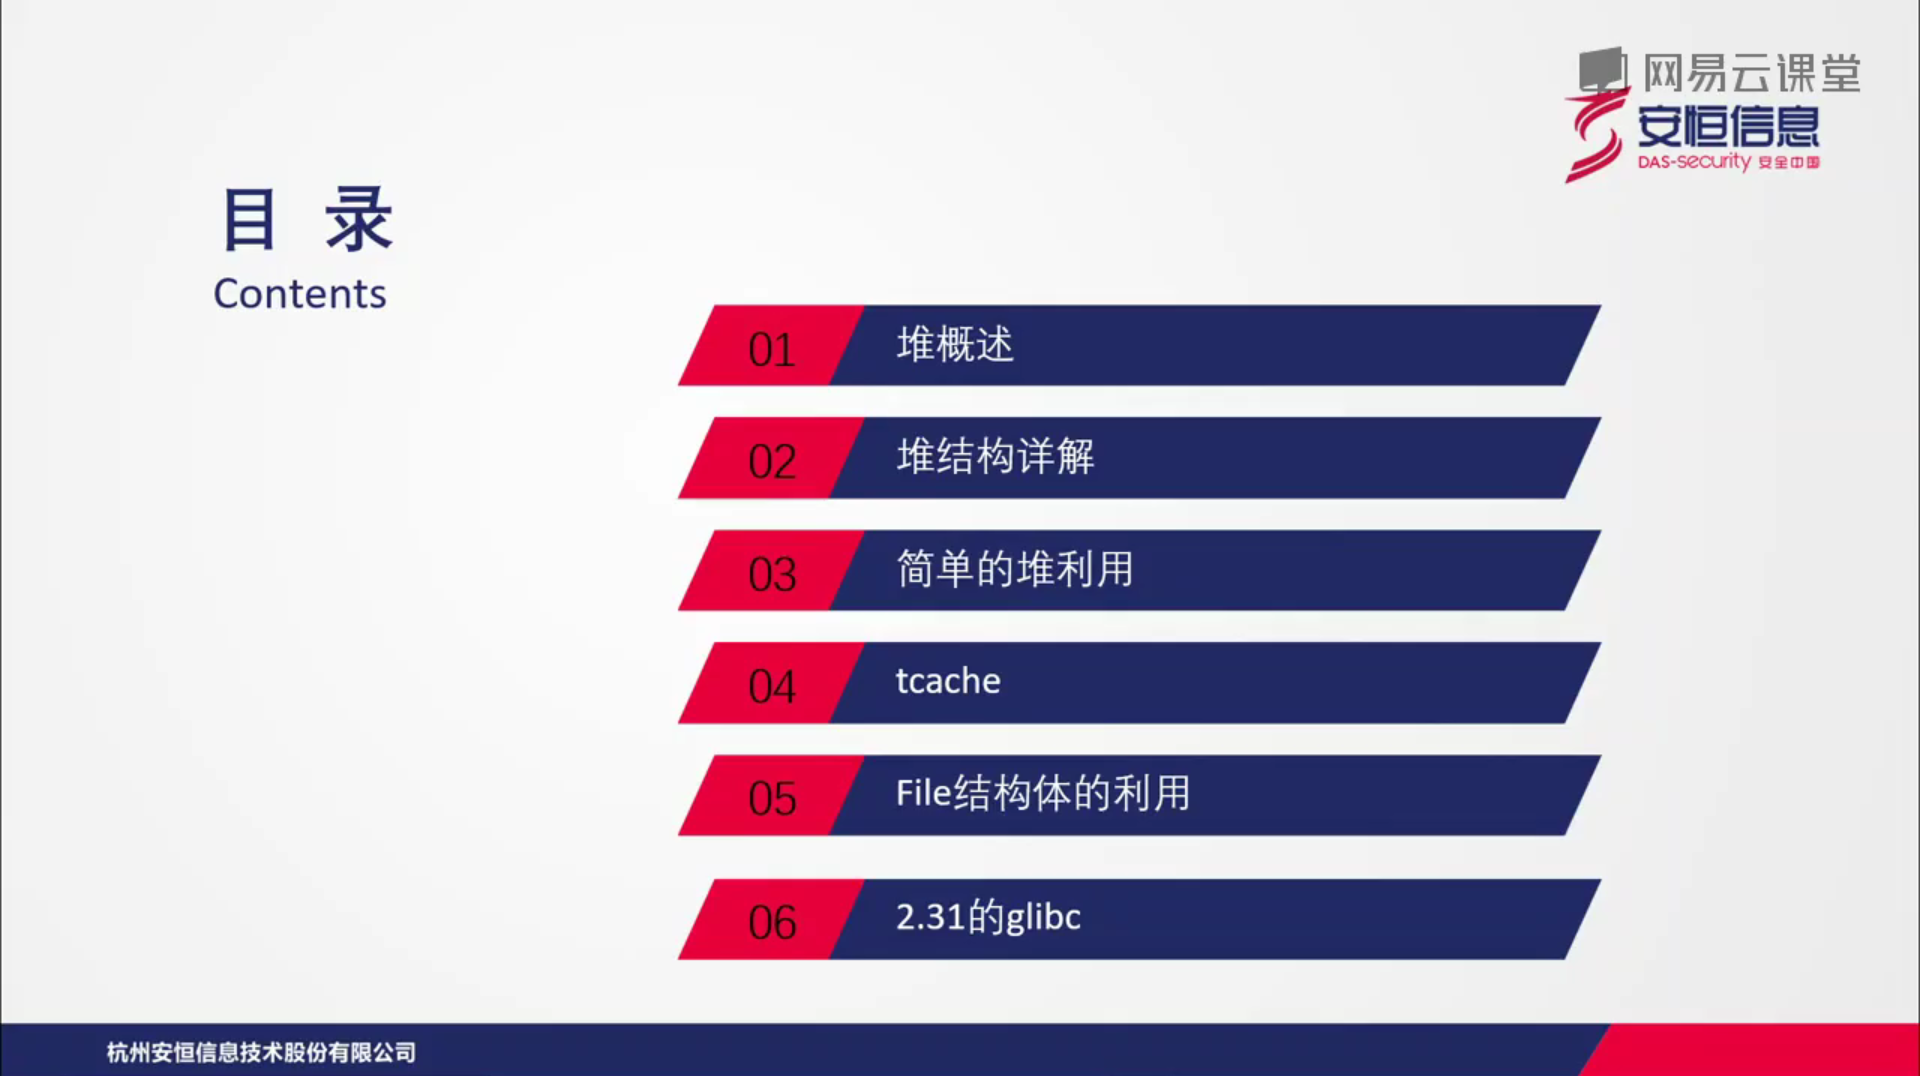 网易云课堂
安恒信息
DAS-security 安全中国
目 录
Contents
01 堆概述
02 堆结构详解
03 简单的堆利用
04 tcache
05 File结构体的利用
06 2.31的glibc
杭州安恒信息技术股份有限公司